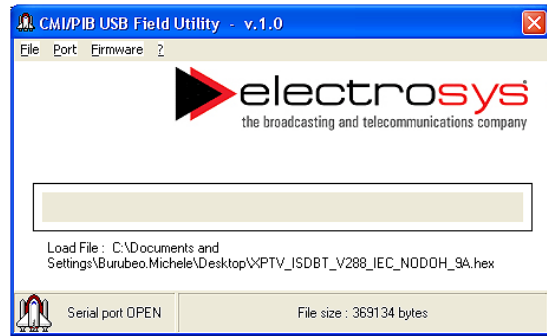 CMI/PIB USB Field Utility - v.1.0
File Port Firmware ?
electrosys
the broadcasting and telecommunications company
Load File : C:\Documents and
Settings\Burubeo.Michele\Desktop\XPTV_ISDBT_V288_IEC_NODOH_9A.hex
Serial port OPEN
File size : 369134 bytes